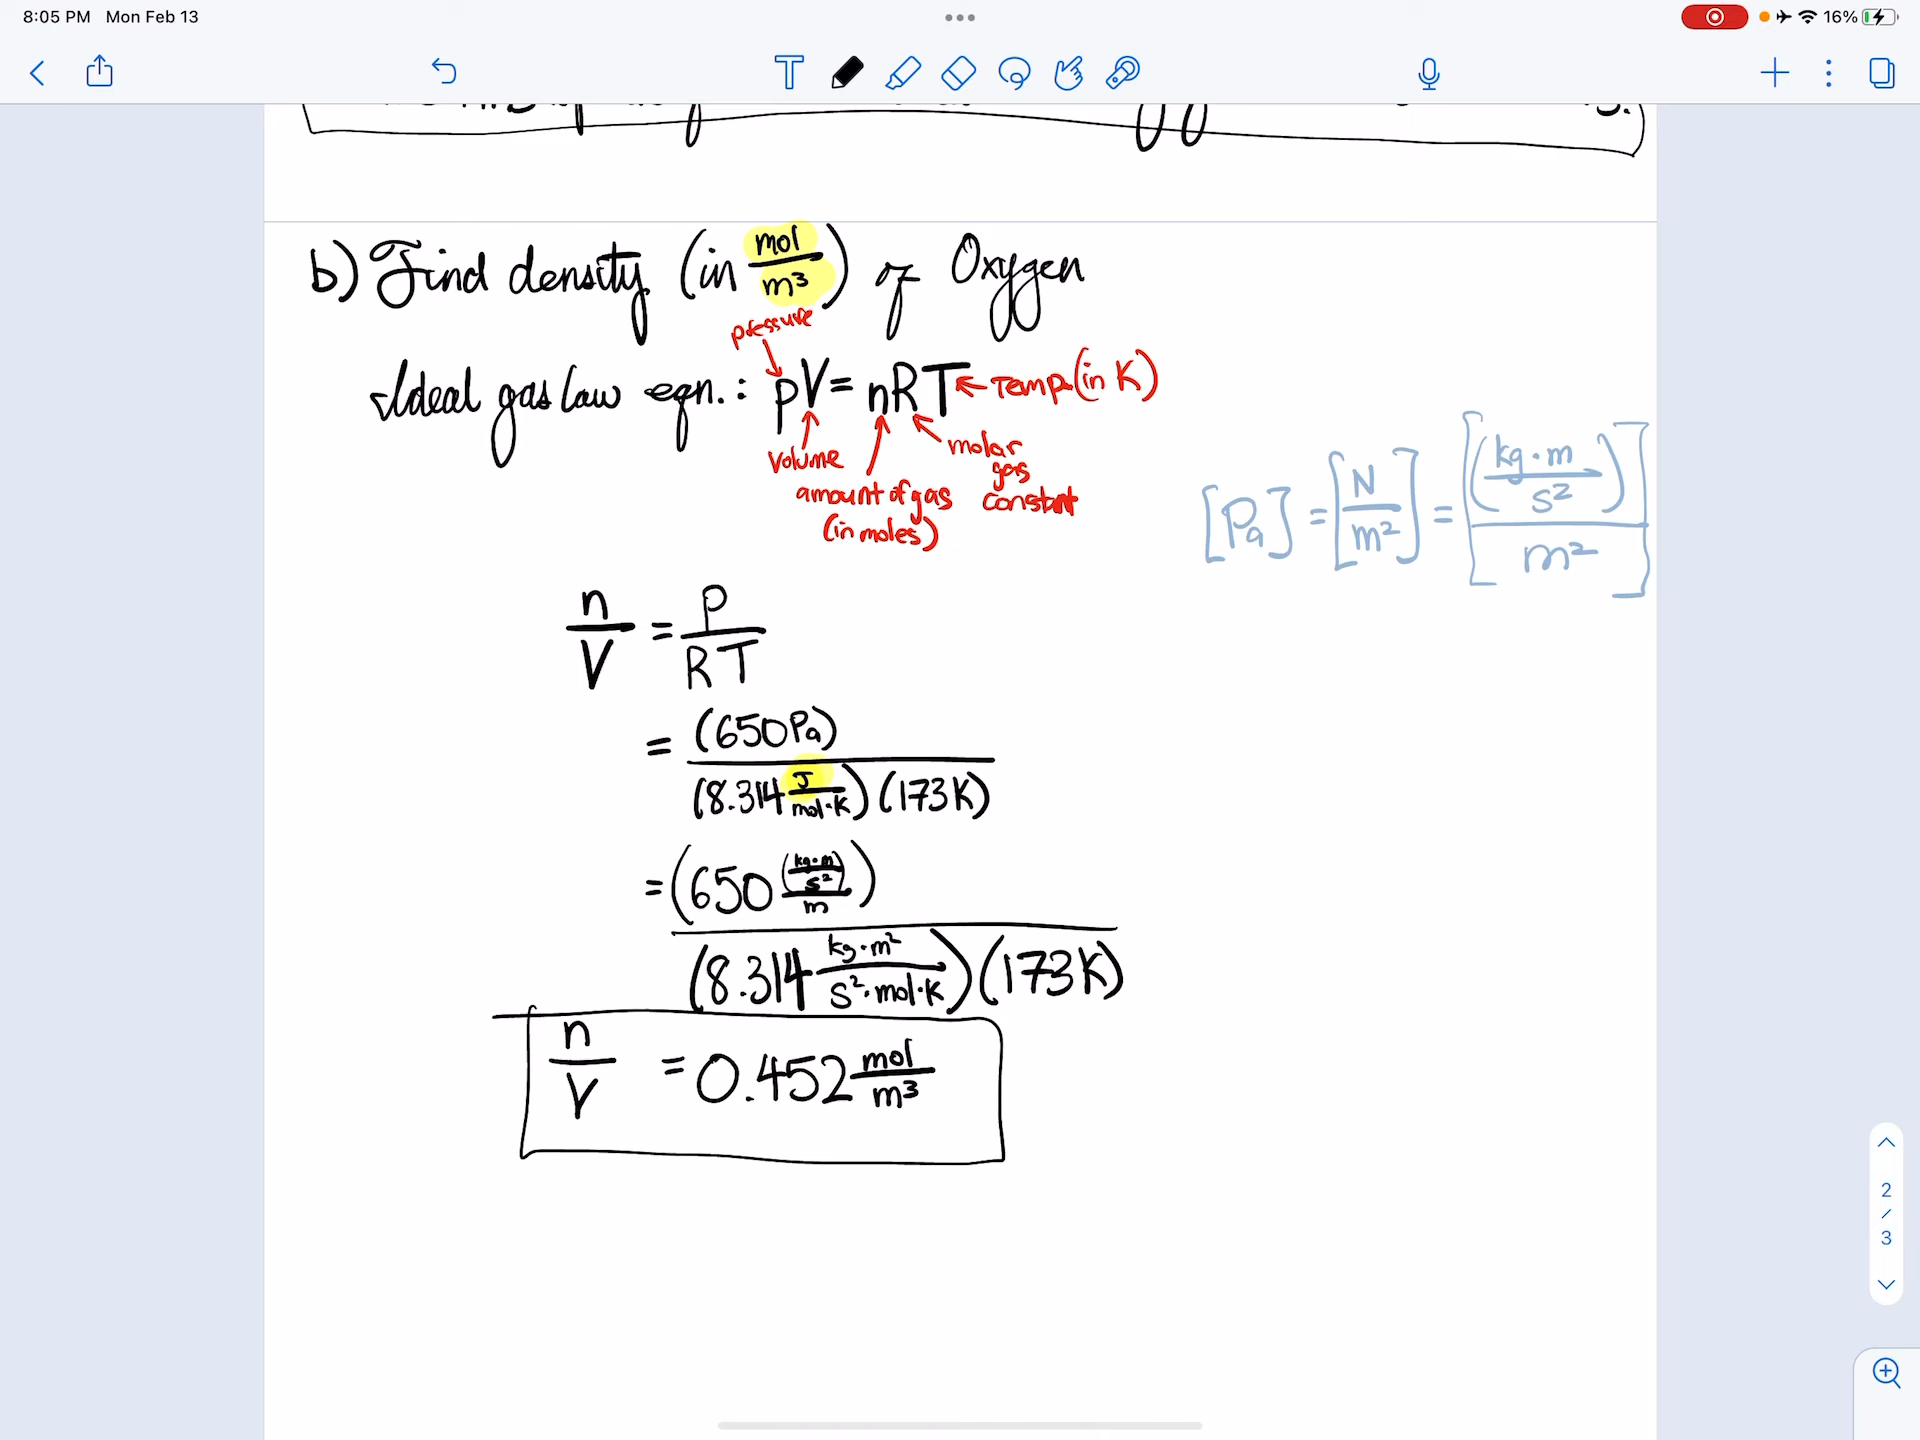 8:05 PM Mon Feb 13
16%
b) Find density (in mol/m³) of Oxygen
pressure
Ideal gas law eqn.: pV = nRT ← Temp. (in K)
volume
amount of gas (in moles)
molar gas constant
[Pa] = [N/m²] = [(kg·m/s²)/m²]
n/V = P/RT
= (650 Pa)/(8.314 J/mol·K)(173K)
= (650 (kg·m/s²)/m)/(8.314 kg·m²/s²·mol·K)(173K)
n/V = 0.452 mol/m³
2
/
3